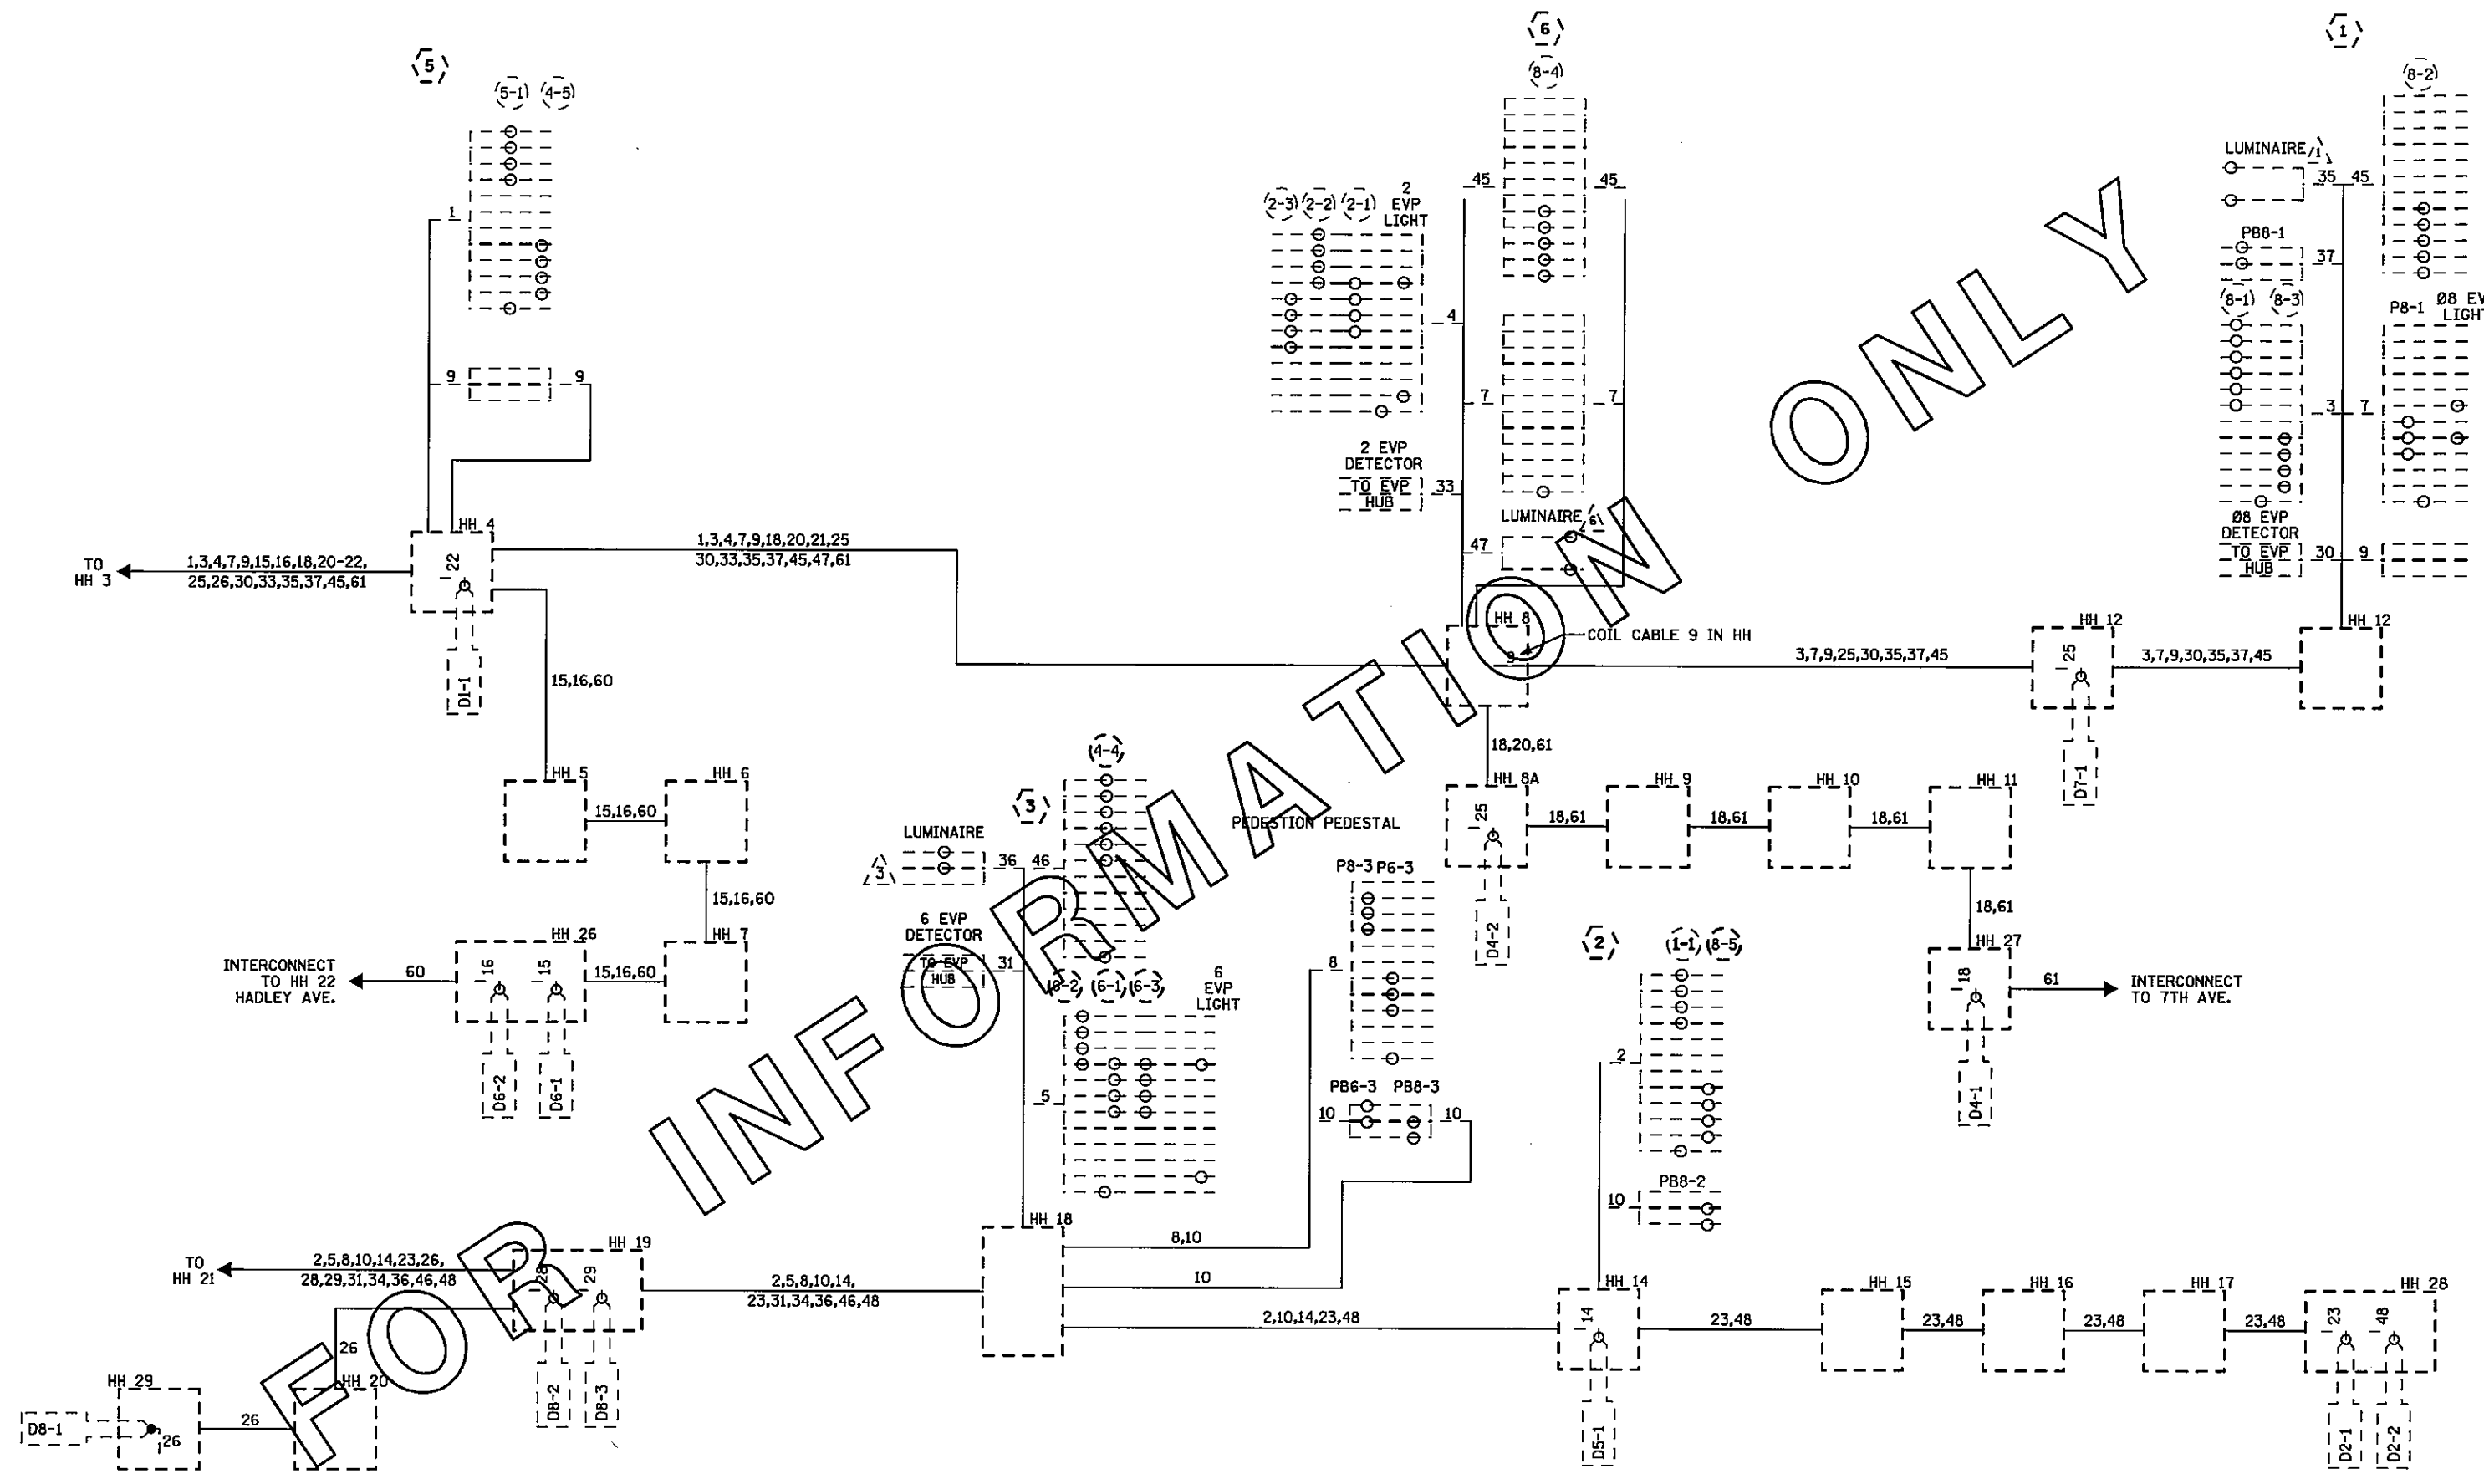 5
5-1 4-5
1
9 9
HH 4
22
D1-1
TO
HH 3
1,3,4,7,9,15,16,18,20-22,
25,26,30,33,35,37,45,61
1,3,4,7,9,18,20,21,25
30,33,35,37,45,47,61
15,16,60
HH 5
15,16,60
HH 6
15,16,60
HH 7
15,16,60
HH 26
16 15
D6-2 D6-1
60
INTERCONNECT
TO HH 22
HADLEY AVE.
6
8-4
45 45
2-3 2-2 2-1
2
EVP
LIGHT
4
7 7
2 EVP
DETECTOR
TO EVP
HUB
33
LUMINAIRE 6
47
HH 8
9
COIL CABLE 9 IN HH
3,7,9,25,30,35,37,45
HH 12
25
D7-1
3,7,9,30,35,37,45
HH 12
1
8-2
LUMINAIRE 1
35 45
PB8-1
37
8-1 8-3
P8-1
Ø8 EV
LIGHT
3 7
Ø8 EVP
DETECTOR
TO EVP
HUB
30 9
18,20,61
HH 8A
25
D4-2
18,61
HH 9
18,61
HH 10
18,61
HH 11
18,61
HH 27
18
D4-1
61
INTERCONNECT
TO 7TH AVE.
3
4-4
LUMINAIRE
3
36 46
6 EVP
DETECTOR
TO EVP
HUB
31
6-2 6-1 6-3
6
EVP
LIGHT
5
PEDESTION PEDESTAL
P8-3 P6-3
8
PB6-3 PB8-3
10 10
2
1-1 8-5
2
PB8-2
10
HH 18
8,10
10
2,10,14,23,48
HH 14
14
D5-1
23,48
HH 15
23,48
HH 16
23,48
HH 17
23,48
HH 28
23 48
D2-1 D2-2
TO
HH 21
2,5,8,10,14,23,26,
28,29,31,34,36,46,48
HH 19
28 29
D8-2 D8-3
2,5,8,10,14,
23,31,34,36,46,48
26
HH 20
26
HH 29
26
D8-1
FOR INFORMATION ONLY